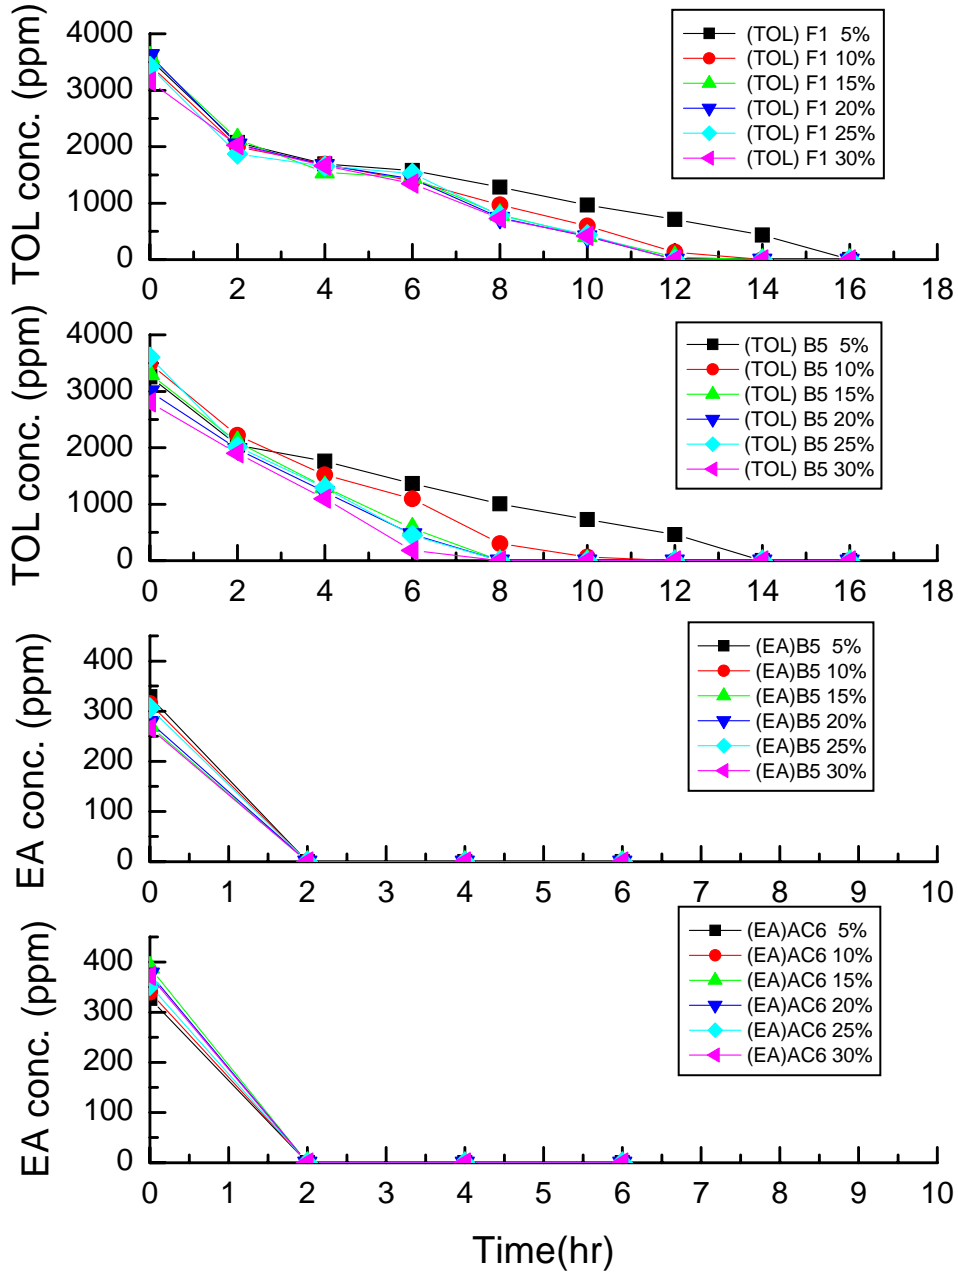 TOL conc. (ppm)
4000
3000
2000
1000
0
0 2 4 6 8 10 12 14 16 18
(TOL) F1 5%
(TOL) F1 10%
(TOL) F1 15%
(TOL) F1 20%
(TOL) F1 25%
(TOL) F1 30%
TOL conc. (ppm)
4000
3000
2000
1000
0
0 2 4 6 8 10 12 14 16 18
(TOL) B5 5%
(TOL) B5 10%
(TOL) B5 15%
(TOL) B5 20%
(TOL) B5 25%
(TOL) B5 30%
EA conc. (ppm)
400
300
200
100
0
0 1 2 3 4 5 6 7 8 9 10
(EA)B5 5%
(EA)B5 10%
(EA)B5 15%
(EA)B5 20%
(EA)B5 25%
(EA)B5 30%
EA conc. (ppm)
400
300
200
100
0
0 1 2 3 4 5 6 7 8 9 10
(EA)AC6 5%
(EA)AC6 10%
(EA)AC6 15%
(EA)AC6 20%
(EA)AC6 25%
(EA)AC6 30%
Time(hr)